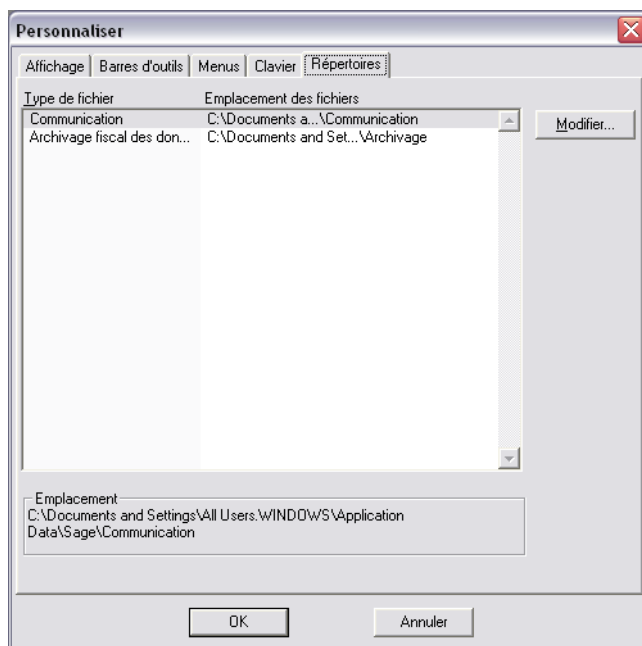 Personnaliser
Affichage Barres d'outils Menus Clavier Répertoires
Type de fichier Emplacement des fichiers
Communication C:\Documents a...\Communication
Modifier...
Archivage fiscal des don... C:\Documents and Set...\Archivage
Emplacement
C:\Documents and Settings\All Users.WINDOWS\Application
Data\Sage\Communication
OK Annuler